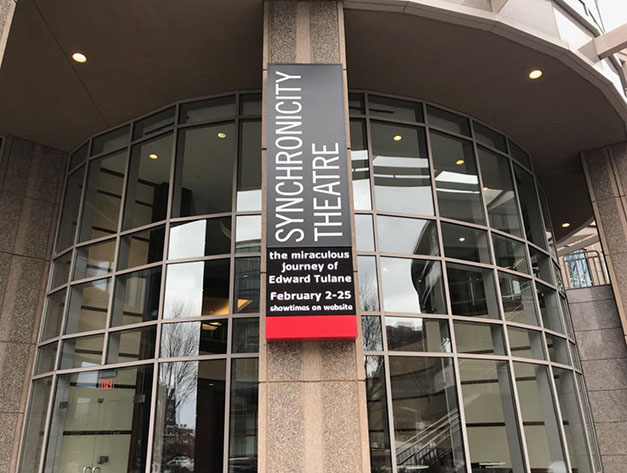 SYNCHRONICITY
THEATRE
the miraculous
journey of
Edward Tulane
February 2-25
showtimes on website